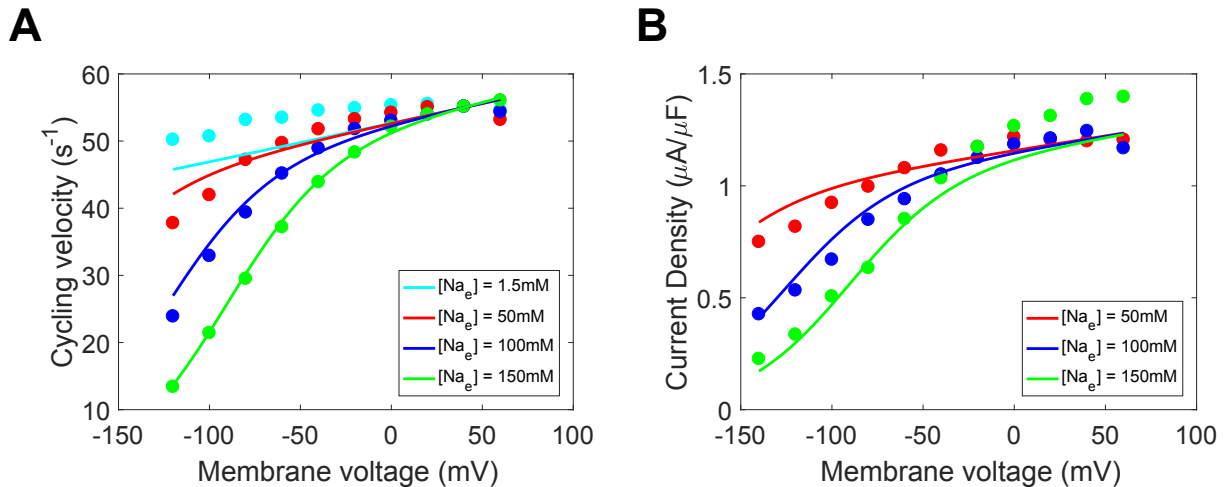 A
Cycling velocity (s⁻¹)
60
50
40
30
20
10
-150
-100
-50
0
50
100
Membrane voltage (mV)
[Naₑ] = 1.5mM
[Naₑ] = 50mM
[Naₑ] = 100mM
[Naₑ] = 150mM
B
Current Density (μA/μF)
1.5
1
0.5
0
-150
-100
-50
0
50
100
Membrane voltage (mV)
[Naₑ] = 50mM
[Naₑ] = 100mM
[Naₑ] = 150mM